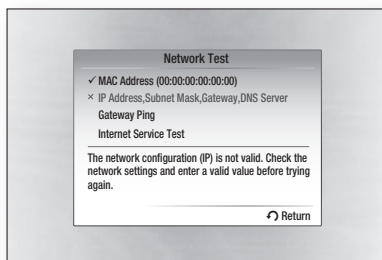 Network Test
✓ MAC Address (00:00:00:00:00:00)
× IP Address,Subnet Mask,Gateway,DNS Server
Gateway Ping
Internet Service Test
The network configuration (IP) is not valid. Check the
network settings and enter a valid value before trying
again.
Return